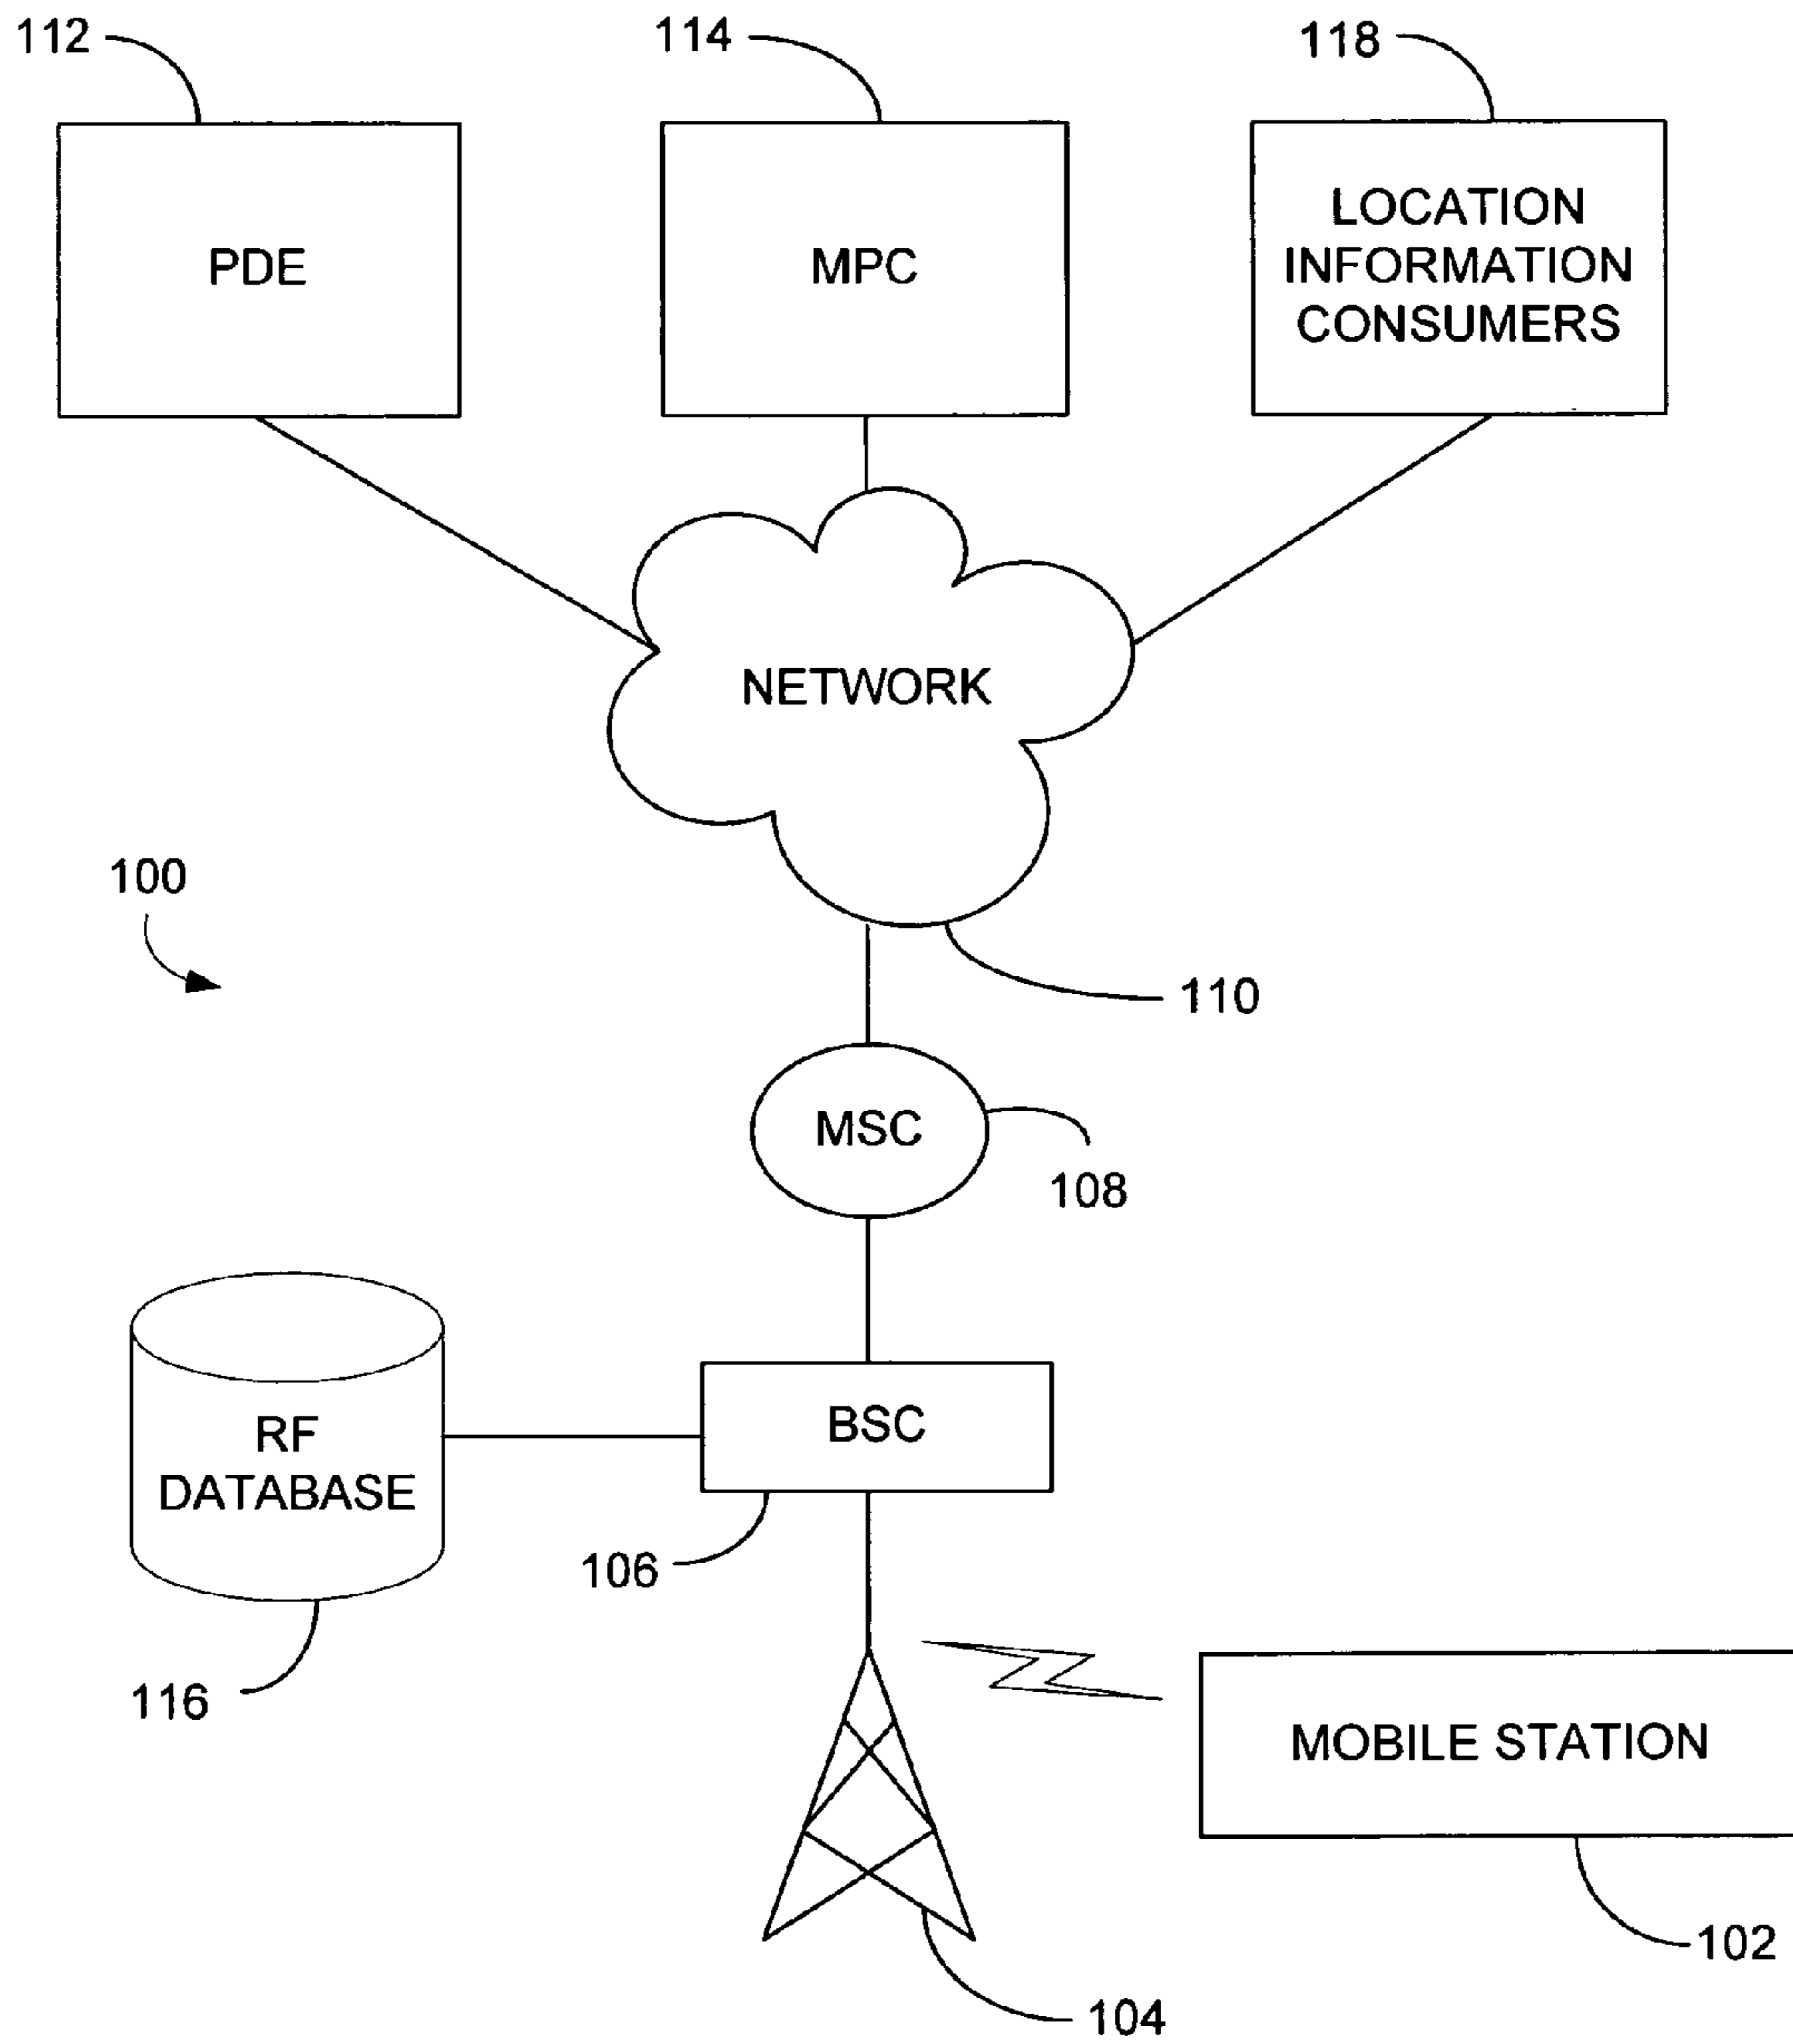 112
114
118
PDE
MPC
LOCATION
INFORMATION
CONSUMERS
NETWORK
100
110
MSC
108
BSC
RF
DATABASE
106
116
MOBILE STATION
102
104